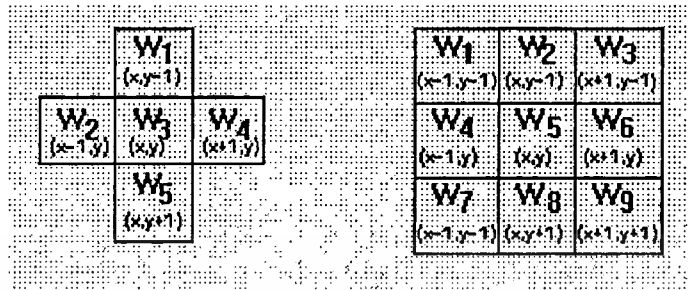 W1
(x,y-1)
W2 W3 W4
(x-1,y) (x,y) (x+1,y)
W5
(x,y+1)
W1 W2 W3
(x-1,y-1) (x,y-1) (x+1,y-1)
W4 W5 W6
(x-1,y) (x,y) (x+1,y)
W7 W8 W9
(x-1,y-1) (x,y+1) (x+1,y+1)